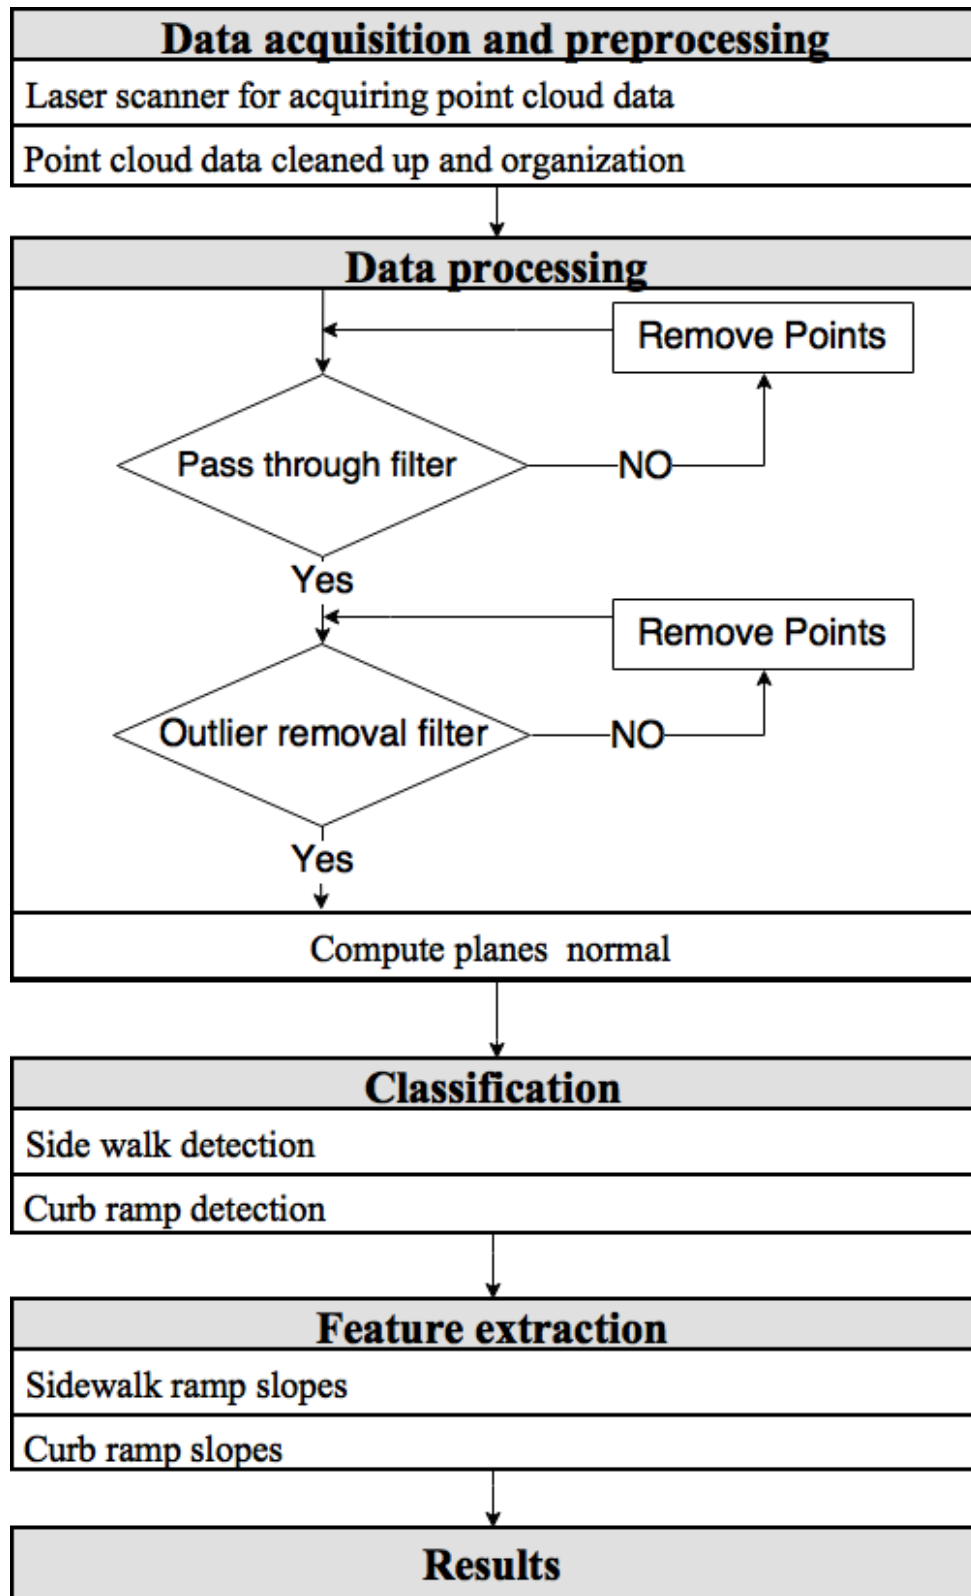 Data acquisition and preprocessing
Laser scanner for acquiring point cloud data
Point cloud data cleaned up and organization
Data processing
Remove Points
Pass through filter
NO
Yes
Remove Points
Outlier removal filter
NO
Yes
Compute planes normal
Classification
Side walk detection
Curb ramp detection
Feature extraction
Sidewalk ramp slopes
Curb ramp slopes
Results